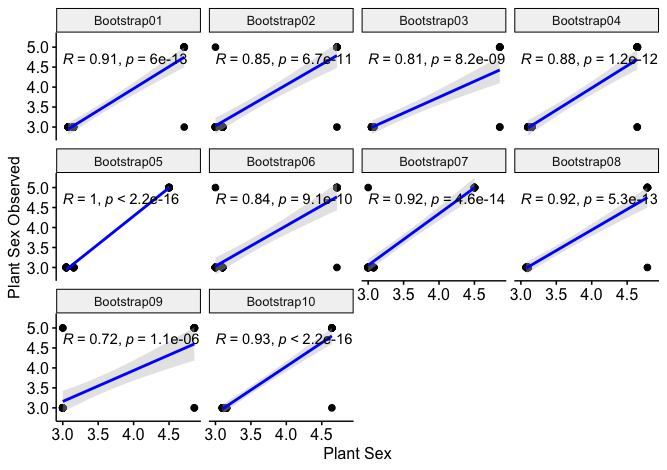 Bootstrap01 Bootstrap02 Bootstrap03 Bootstrap04
5.0
R = 0.91, p = 6e-13 R = 0.85, p = 6.7e-11 R = 0.81, p = 8.2e-09 R = 0.88, p = 1.2e-12
4.5
4.0
3.5
3.0
Bootstrap05 Bootstrap06 Bootstrap07 Bootstrap08
5.0
R = 1, p < 2.2e-16 R = 0.84, p = 9.1e-10 R = 0.92, p = 4.6e-14 R = 0.92, p = 5.3e-13
4.5
4.0
3.5
3.0
3.0 3.5 4.0 4.5 3.0 3.5 4.0 4.5
Bootstrap09 Bootstrap10
5.0
R = 0.72, p = 1.1e-06 R = 0.93, p < 2.2e-16
4.5
4.0
3.5
3.0
3.0 3.5 4.0 4.5 3.0 3.5 4.0 4.5
Plant Sex Observed
Plant Sex